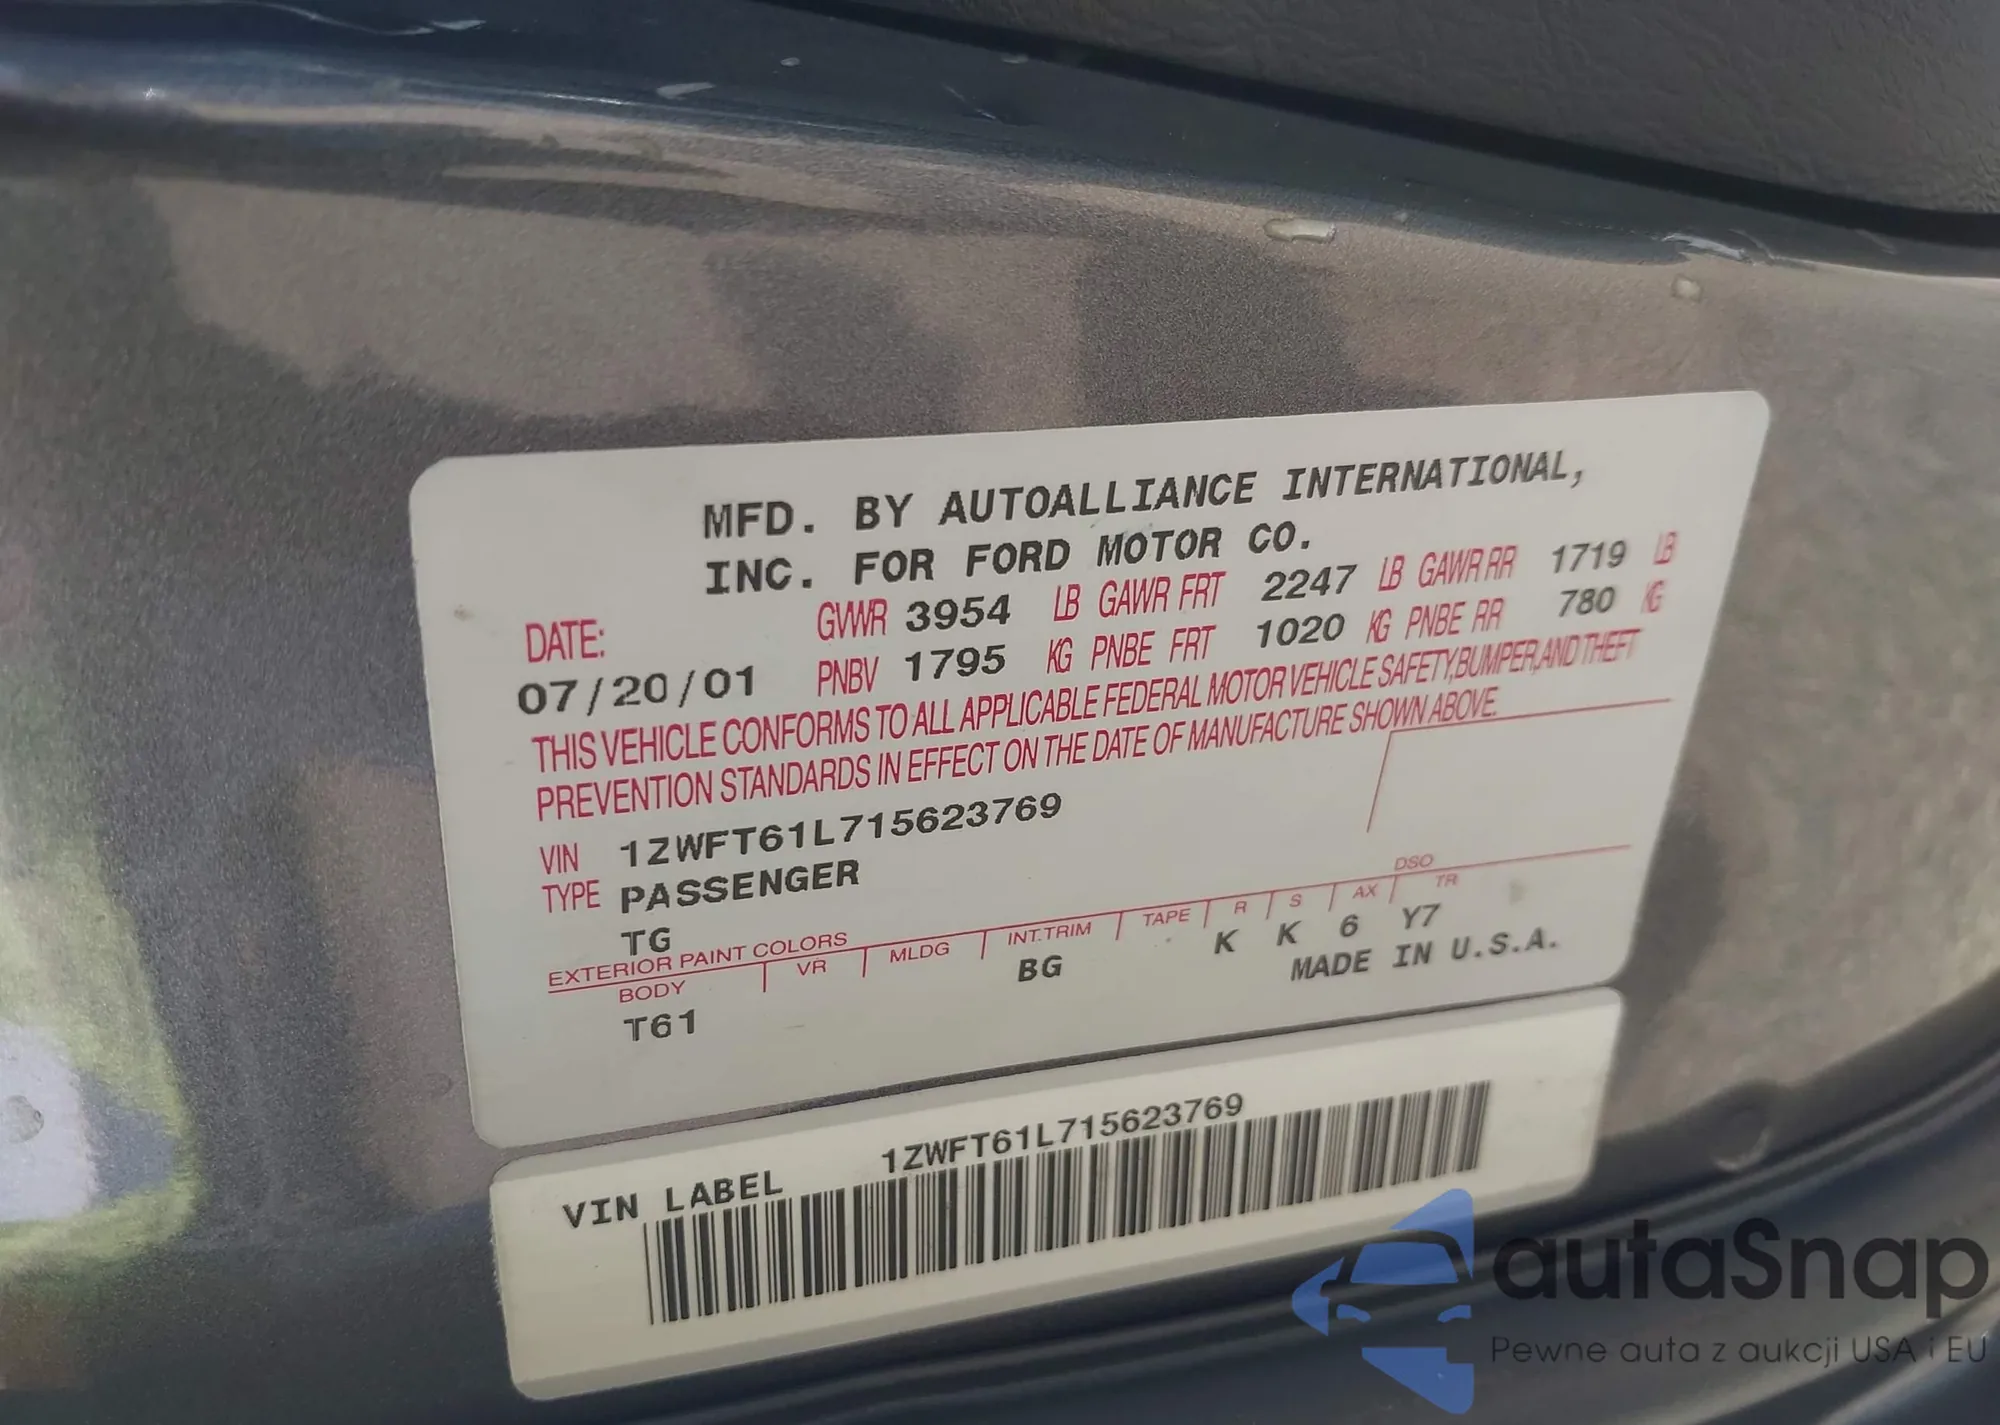 MFD. BY AUTOALLIANCE INTERNATIONAL,
INC. FOR FORD MOTOR CO.
DATE: GVWR 3954 LB GAWR FRT 2247 LB GAWR RR 1719 LB
07/20/01 PNBV 1795 KG PNBE FRT 1020 KG PNBE RR 780 KG
THIS VEHICLE CONFORMS TO ALL APPLICABLE FEDERAL MOTOR VEHICLE SAFETY, BUMPER, AND THEFT
PREVENTION STANDARDS IN EFFECT ON THE DATE OF MANUFACTURE SHOWN ABOVE.
VIN 1ZWFT61L715623769
TYPE PASSENGER
TG
EXTERIOR PAINT COLORS DSO
BODY VR MLDG INT.TRIM TAPE R S AX TR
T61 BG K K 6 Y7
MADE IN U.S.A.
VIN LABEL 1ZWFT61L715623769
autaSnap
Pewne auta z aukcji USA i EU